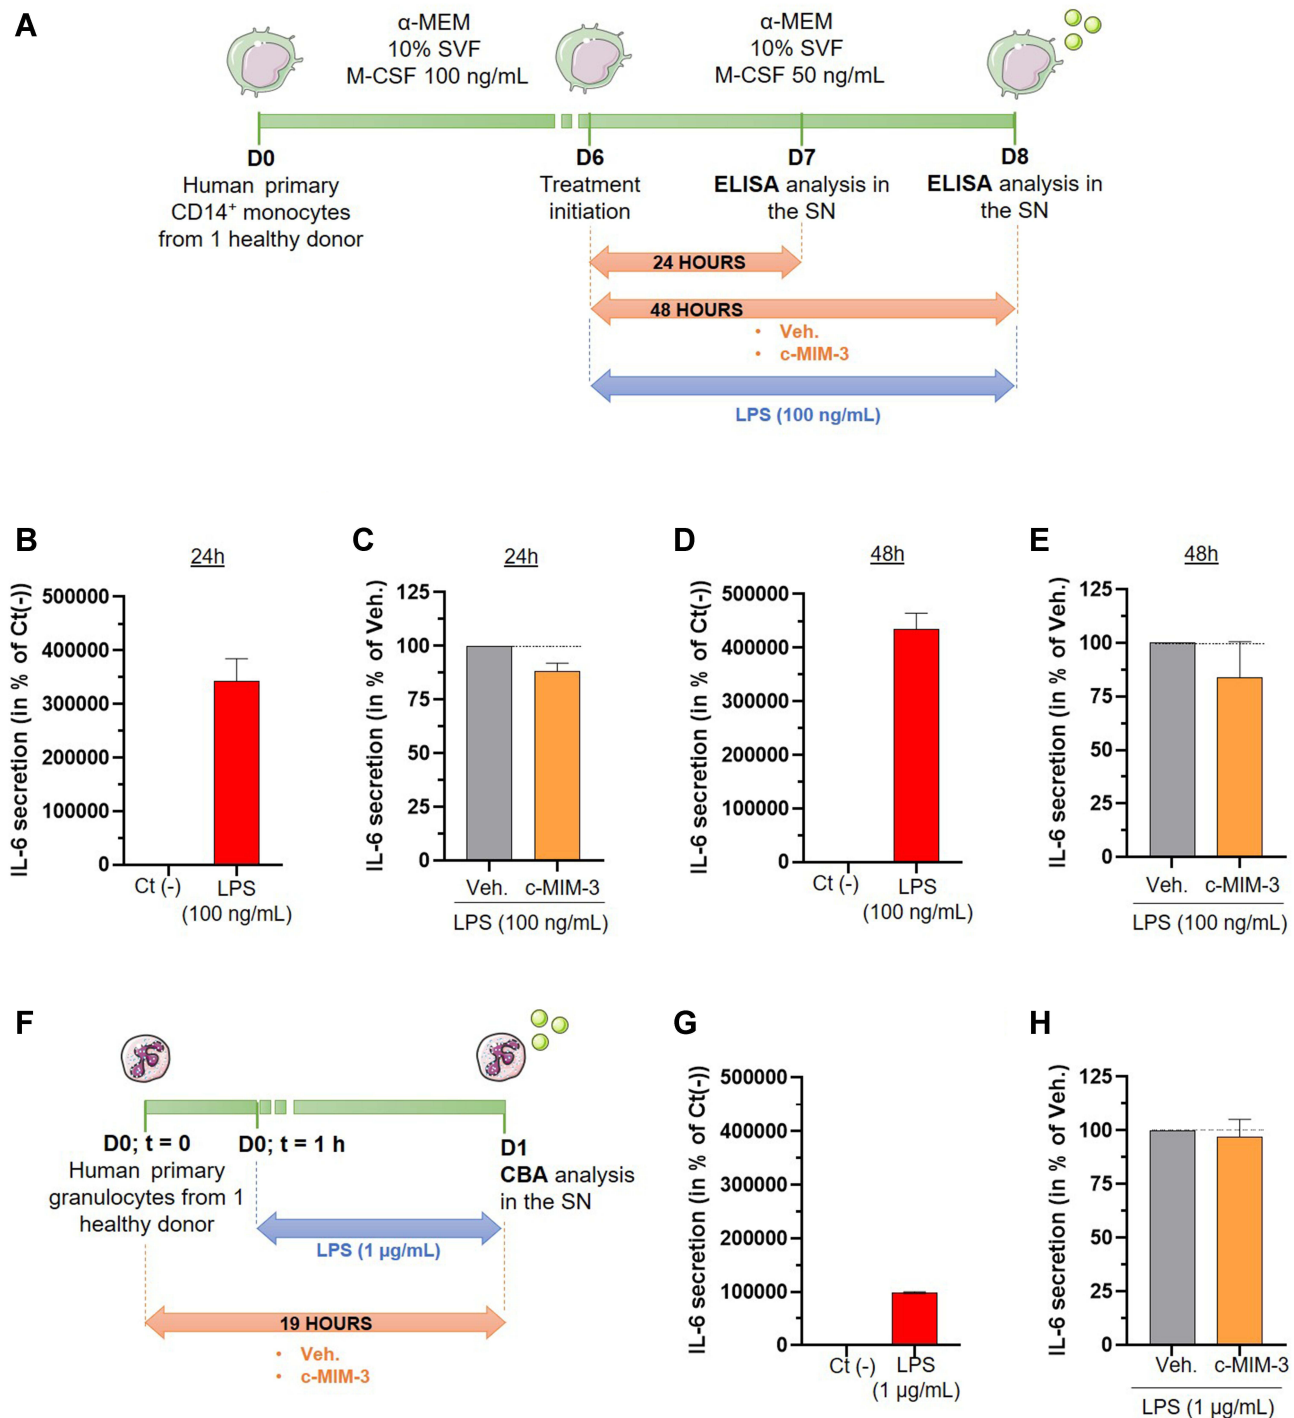 A
α-MEM
10% SVF
M-CSF 100 ng/mL
α-MEM
10% SVF
M-CSF 50 ng/mL
D0
Human primary
CD14+ monocytes
from 1 healthy donor
D6
Treatment
initiation
D7
ELISA analysis in
the SN
D8
ELISA analysis in
the SN
24 HOURS
48 HOURS
• Veh.
• c-MIM-3
LPS (100 ng/mL)
B
24h
IL-6 secretion (in % of Ct(-))
500000
400000
300000
200000
100000
0
Ct (-)
LPS
(100 ng/mL)
C
24h
IL-6 secretion (in % of Veh.)
125
100
75
50
25
0
Veh.
c-MIM-3
LPS (100 ng/mL)
D
48h
IL-6 secretion (in % of Ct(-))
500000
400000
300000
200000
100000
0
Ct (-)
LPS
(100 ng/mL)
E
48h
IL-6 secretion (in % of Veh.)
125
100
75
50
25
0
Veh.
c-MIM-3
LPS (100 ng/mL)
F
D0; t = 0
Human primary
granulocytes from 1
healthy donor
D0; t = 1 h
D1
CBA analysis
in the SN
LPS (1 µg/mL)
19 HOURS
• Veh.
• c-MIM-3
G
IL-6 secretion (in % of Ct(-))
500000
400000
300000
200000
100000
0
Ct (-)
LPS
(1 µg/mL)
H
IL-6 secretion (in % of Veh.)
125
100
75
50
25
0
Veh.
c-MIM-3
LPS (1 µg/mL)